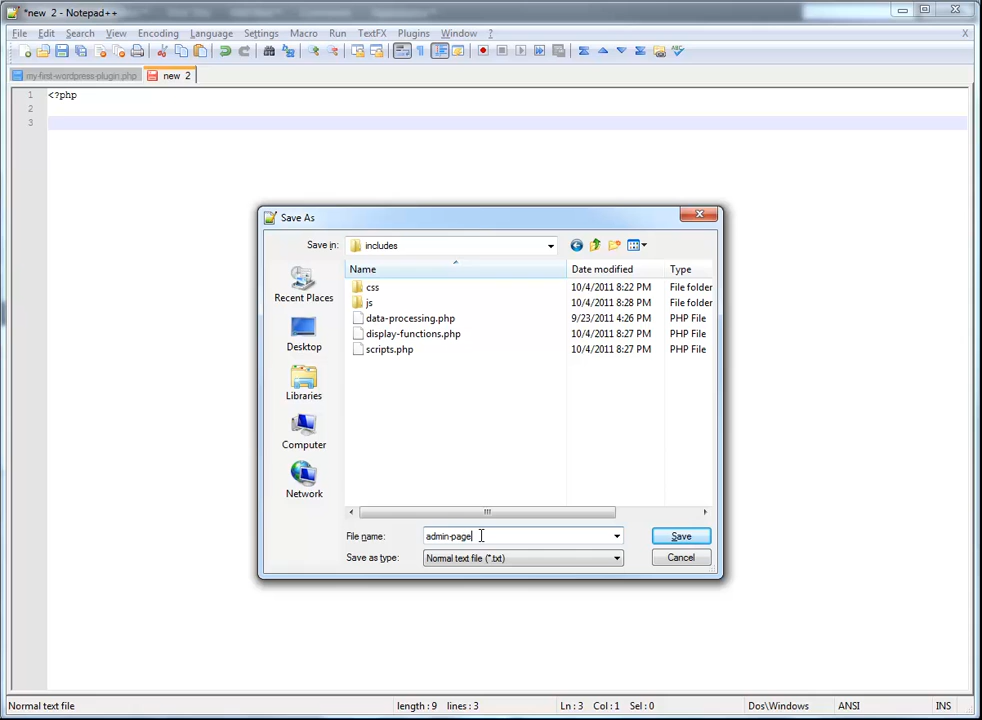 *new 2 - Notepad++
File Edit Search View Encoding Language Settings Macro Run TextFX Plugins Window ? X
my-first-wordpress-plugin.php new 2
1 <?php
2
3
Save As
Save in: includes
Name Date modified Type
css 10/4/2011 8:22 PM File folder
js 10/4/2011 8:28 PM File folder
data-processing.php 9/23/2011 4:26 PM PHP File
display-functions.php 10/4/2011 8:27 PM PHP File
scripts.php 10/4/2011 8:27 PM PHP File
Recent Places
Desktop
Libraries
Computer
Network
File name: admin-page Save
Save as type: Normal text file (*.txt) Cancel
Normal text file length : 9 lines : 3 Ln : 3 Col : 1 Sel : 0 Dos\Windows ANSI INS